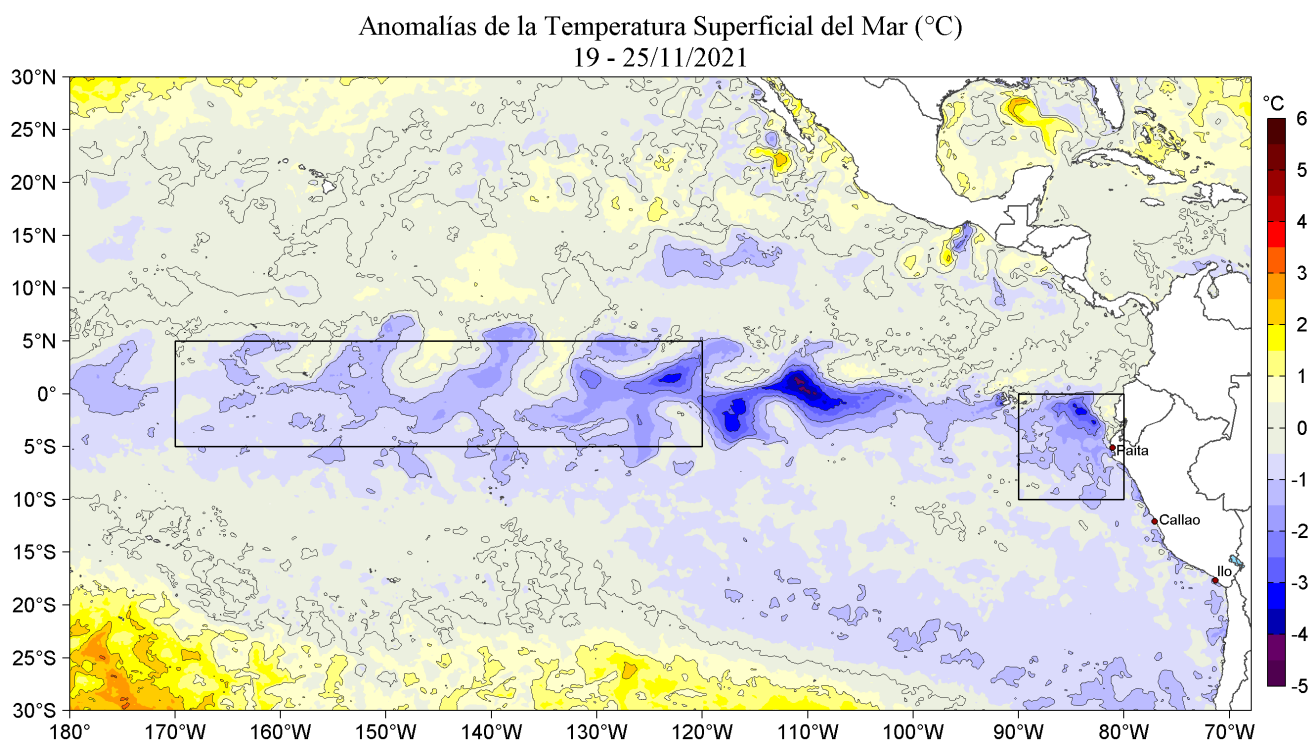 Anomalías de la Temperatura Superficial del Mar (°C)
19 - 25/11/2021
°C
30°N
25°N
20°N
15°N
10°N
5°N
0°
5°S
10°S
15°S
20°S
25°S
30°S
6
5
4
3
2
1
0
-1
-2
-3
-4
-5
Paita
Callao
Ilo
180° 170°W 160°W 150°W 140°W 130°W 120°W 110°W 100°W 90°W 80°W 70°W